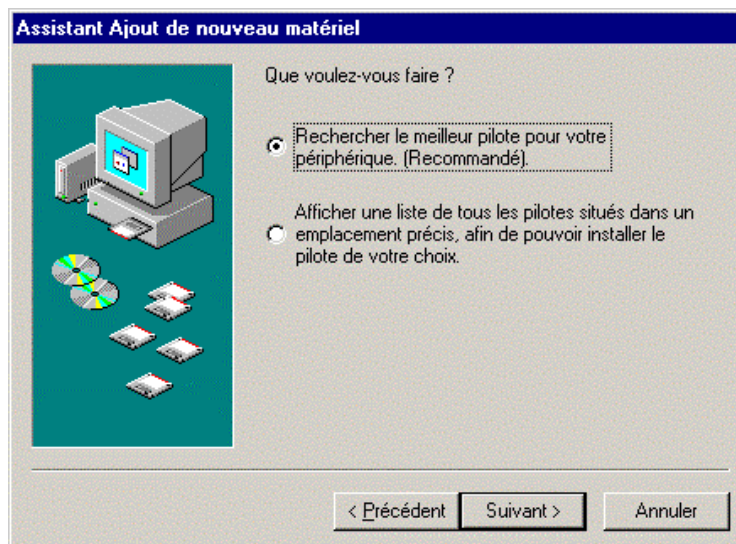 Assistant Ajout de nouveau matériel
Que voulez-vous faire ?
Rechercher le meilleur pilote pour votre
périphérique. (Recommandé).
Afficher une liste de tous les pilotes situés dans un
emplacement précis, afin de pouvoir installer le
pilote de votre choix.
< Précédent
Suivant >
Annuler